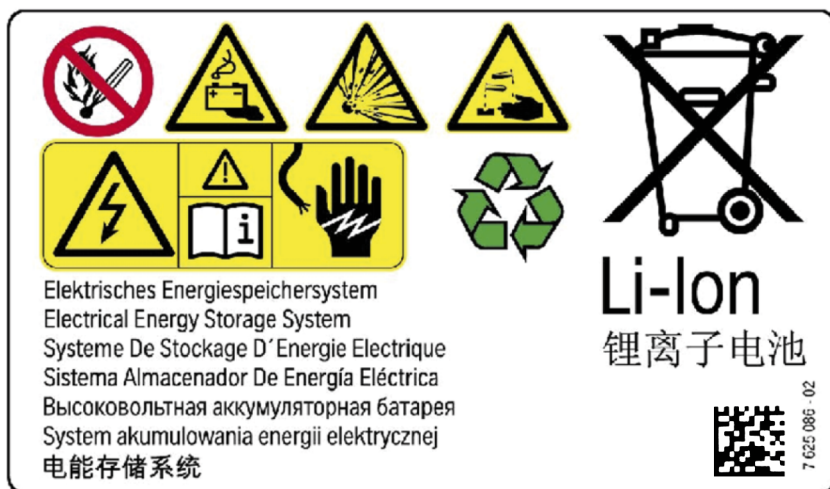 i
Elektrisches Energiespeichersystem
Electrical Energy Storage System
Systeme De Stockage D´Energie Electrique
Sistema Almacenador De Energía Eléctrica
Высоковольтная аккумуляторная батарея
System akumulowania energii elektrycznej
电能存储系统
Li-Ion
锂离子电池
7 625 086 - 02